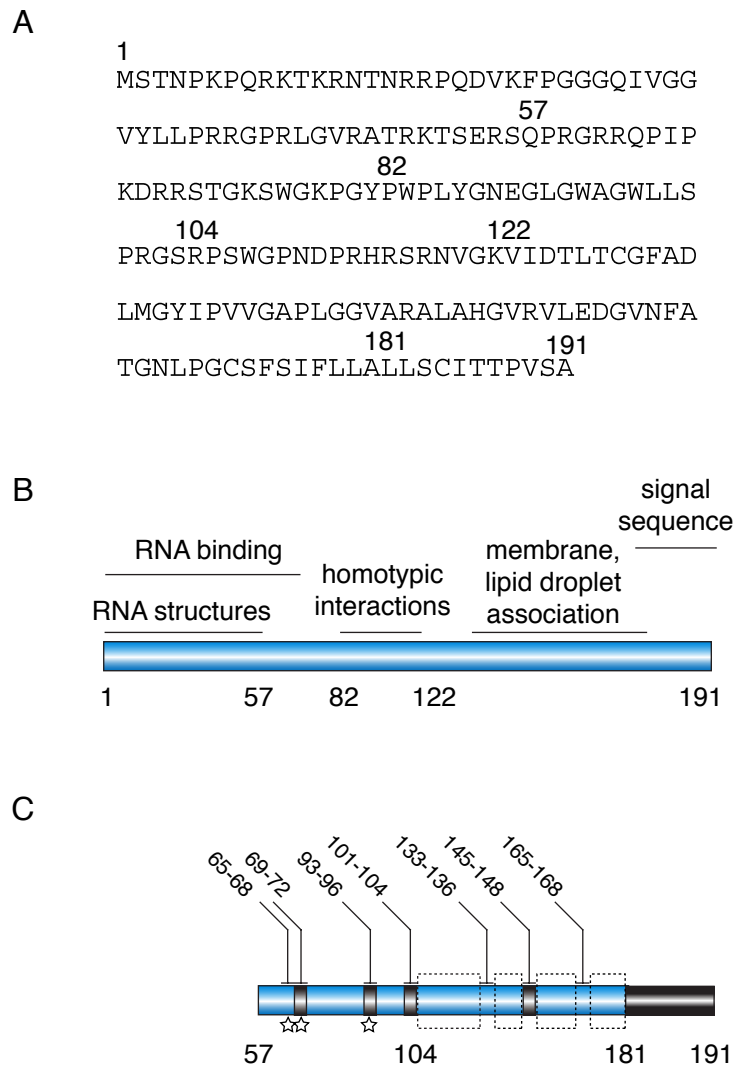 A
1
MSTNPKPQRKTKRNTNRRPQDVKFPGGGQIVGG
57
VYLLPRRGPRLGVRATRKTSERSQPRGRRQPIP
82
KDRRSTGKSWGKPGYPWPLYGNEGLGWAGWLLS
104 122
PRGSRPSWGPNDPRHRSRNVGKVIDTLTCGFAD
LMGYIPVVGAPLGGVARALAHGVRVLEDGVNFA
181 191
TGNLPGCSFSIFLLALLSCITTPVSA
B
signal
sequence
RNA binding
membrane,
lipid droplet
association
homotypic
interactions
RNA structures
1 57 82 122 191
C
65-68 69-72 93-96 101-104 133-136 145-148 165-168
57 104 181 191